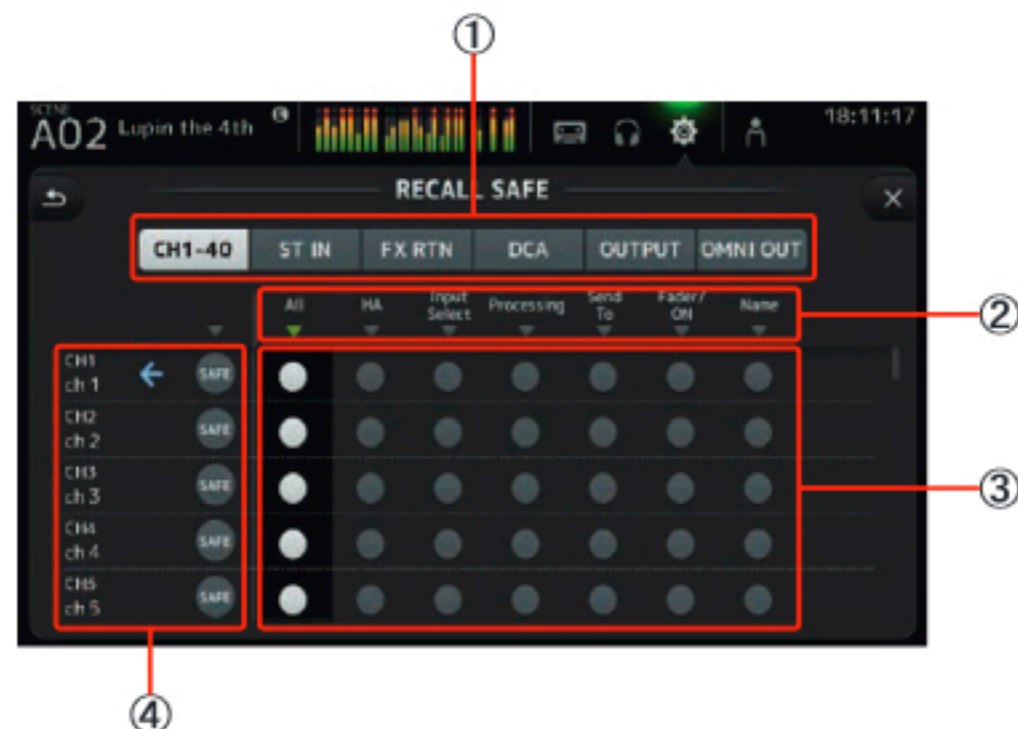 ①
SCENE
A02 Lupin the 4th
18:11:17
RECALL SAFE
CH1-40 ST IN FX RTN DCA OUTPUT OMNI OUT
All HA Input Select Processing Send To Fader/ON Name
②
CH1
ch 1
SAFE
CH2
ch 2
SAFE
CH3
ch 3
SAFE
③
CH4
ch 4
SAFE
CH5
ch 5
SAFE
④